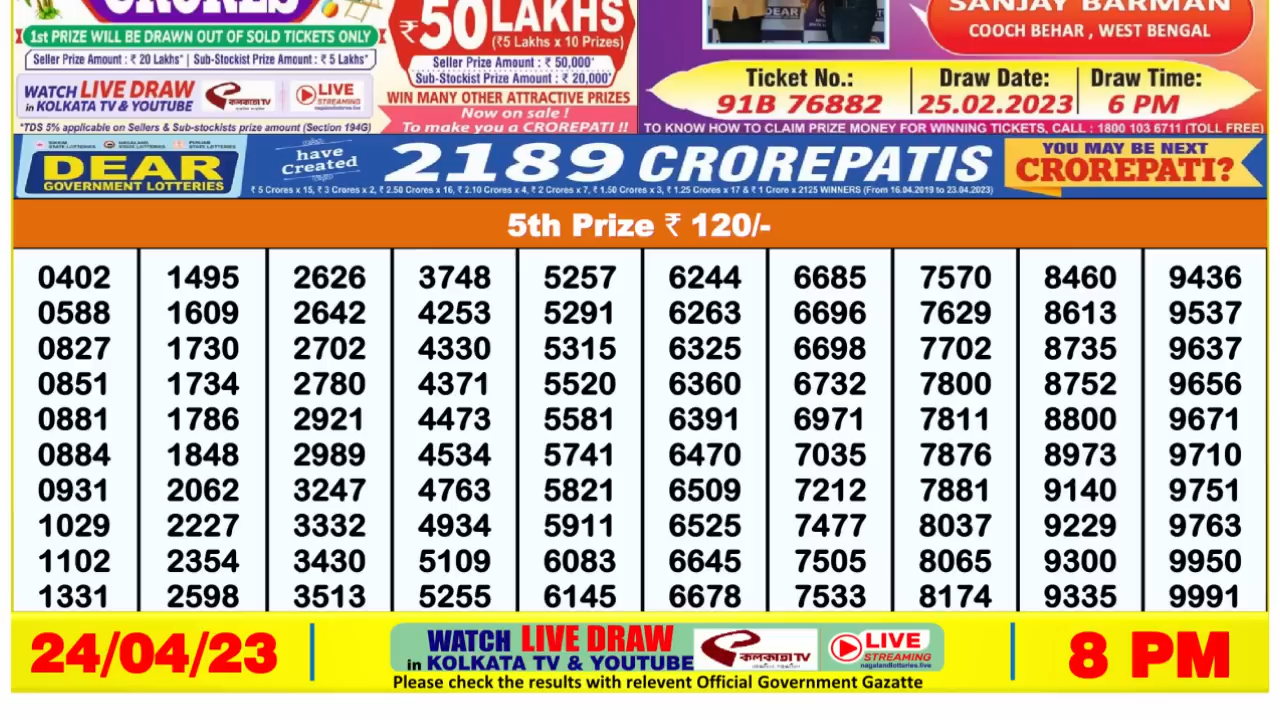 CRORES
1st PRIZE WILL BE DRAWN OUT OF SOLD TICKETS ONLY
Seller Prize Amount : ₹ 20 Lakhs* | Sub-Stockist Prize Amount : ₹ 5 Lakhs*
WATCH LIVE DRAW
in KOLKATA TV & YOUTUBE
কলকাতা TV
LIVE
STREAMING
*TDS 5% applicable on Sellers & Sub-stockists prize amount (Section 194G)
₹50 LAKHS
(₹5 Lakhs x 10 Prizes)
Seller Prize Amount : ₹ 50,000*
Sub-Stockist Prize Amount : ₹ 20,000*
WIN MANY OTHER ATTRACTIVE PRIZES
Now on sale !
To make you a CROREPATI !!
DEAR
SANJAY BARMAN
COOCH BEHAR , WEST BENGAL
Ticket No.: Draw Date: Draw Time:
91B 76882 25.02.2023 6 PM
TO KNOW HOW TO CLAIM PRIZE MONEY FOR WINNING TICKETS, CALL : 1800 103 6711 (TOLL FREE)
DEAR
GOVERNMENT LOTTERIES
have
Created
2189 CROREPATIS
₹ 5 Crores x 15, ₹ 3 Crores x 2, ₹ 2.50 Crores x 16, ₹ 2.10 Crores x 4, ₹ 2 Crores x 7, ₹ 1.50 Crores x 3, ₹ 1.25 Crores x 17 & ₹ 1 Crore x 2125 WINNERS (From 16.04.2019 to 23.04.2023)
YOU MAY BE NEXT
CROREPATI?
5th Prize ₹ 120/-
0402 1495 2626 3748 5257 6244 6685 7570 8460 9436
0588 1609 2642 4253 5291 6263 6696 7629 8613 9537
0827 1730 2702 4330 5315 6325 6698 7702 8735 9637
0851 1734 2780 4371 5520 6360 6732 7800 8752 9656
0881 1786 2921 4473 5581 6391 6971 7811 8800 9671
0884 1848 2989 4534 5741 6470 7035 7876 8973 9710
0931 2062 3247 4763 5821 6509 7212 7881 9140 9751
1029 2227 3332 4934 5911 6525 7477 8037 9229 9763
1102 2354 3430 5109 6083 6645 7505 8065 9300 9950
1331 2598 3513 5255 6145 6678 7533 8174 9335 9991
24/04/23
WATCH LIVE DRAW
in KOLKATA TV & YOUTUBE
কলকাতা TV
LIVE
STREAMING
nagalandlotteries.live
Please check the results with relevent Official Government Gazatte
8 PM